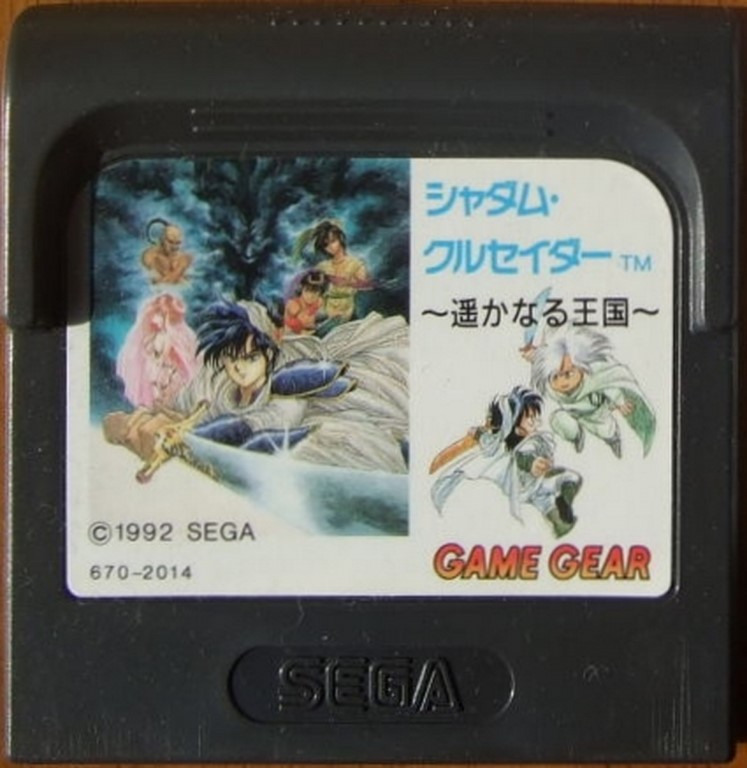 シャダム・
クルセイダー TM
～遥かなる王国～
©1992 SEGA
670-2014
GAME GEAR
SEGA